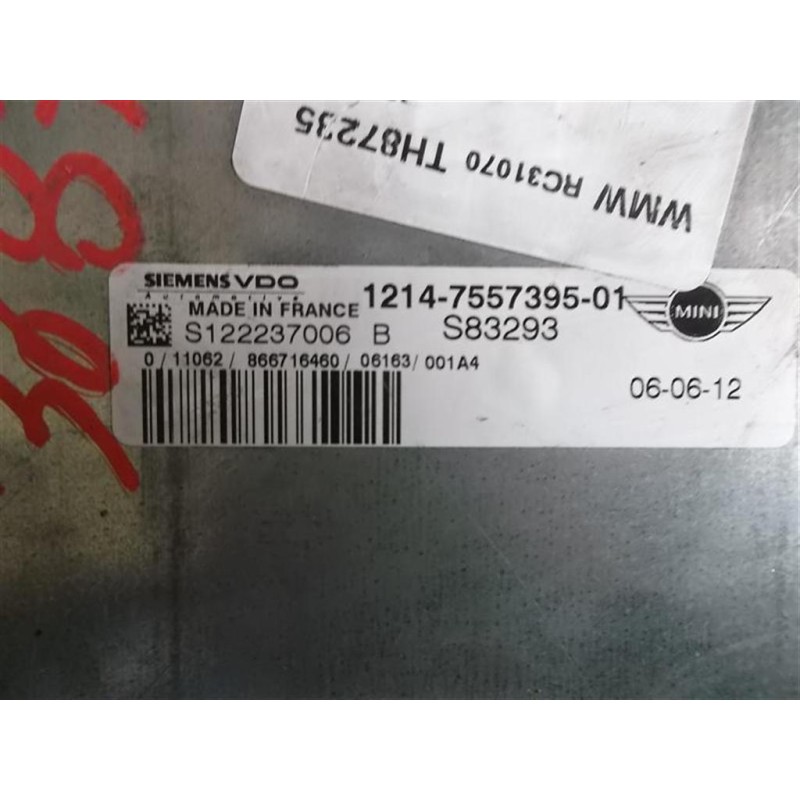 WMW RC31070 TH87235
SIEMENS VDO
Automotive
MADE IN FRANCE
1214-7557395-01
MINI
S122237006 B S83293
0/11062/ 866716460/ 06163/ 001A4
06-06-12